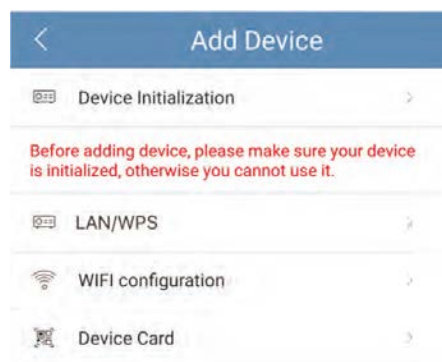 Add Device
Device Initialization
Before adding device, please make sure your device
is initialized, otherwise you cannot use it.
LAN/WPS
WIFI configuration
Device Card